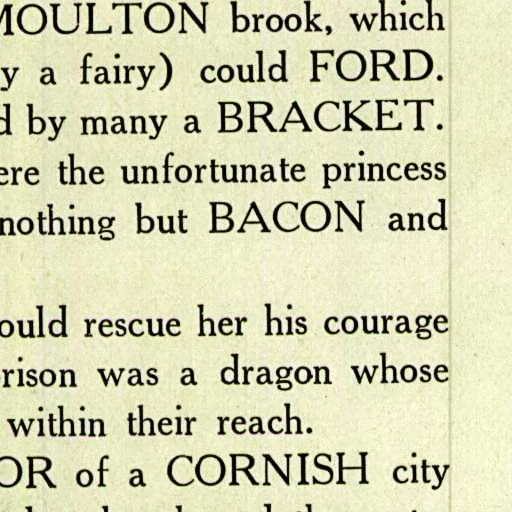 MOULTON brook, which
y a fairy) could FORD.
d by many a BRACKET.
ere the unfortunate princess
nothing but BACON and
ould rescue her his courage
rison was a dragon whose
within their reach.
OR of a CORNISH city